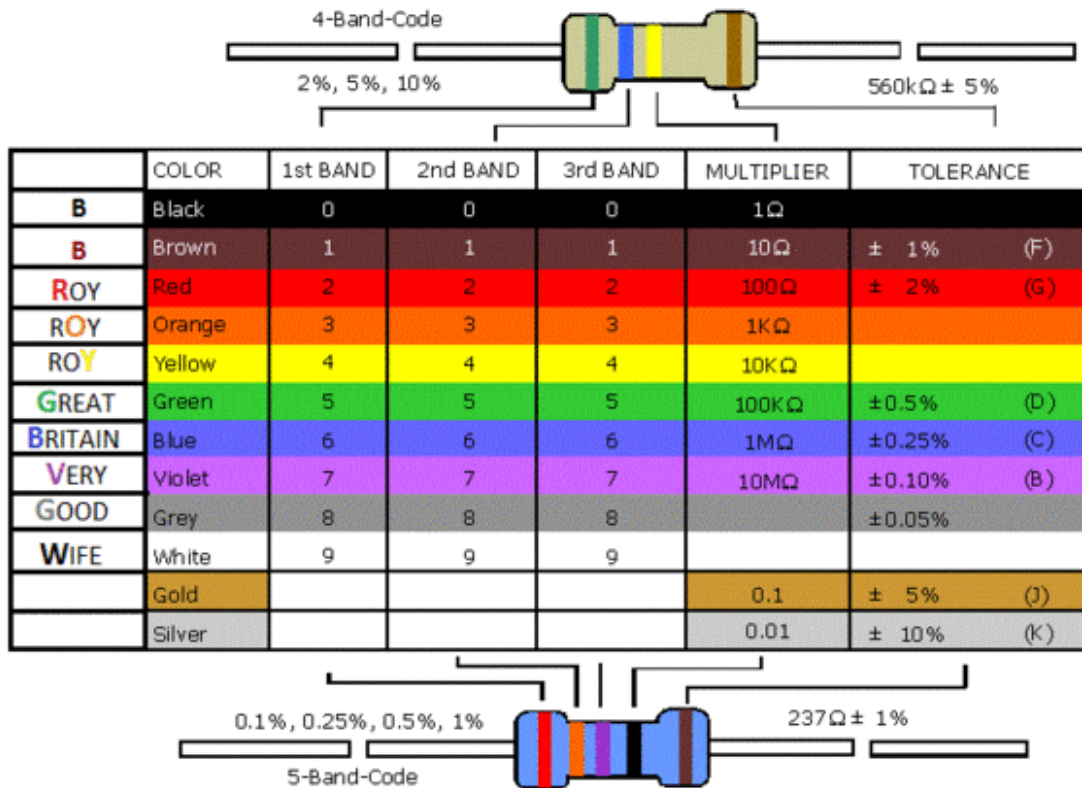 4-Band-Code
2%, 5%, 10%
560kΩ ± 5%
COLOR 1st BAND 2nd BAND 3rd BAND MULTIPLIER TOLERANCE
B Black 0 0 0 1Ω
B Brown 1 1 1 10Ω ± 1% (F)
ROY Red 2 2 2 100Ω ± 2% (G)
ROY Orange 3 3 3 1KΩ
ROY Yellow 4 4 4 10KΩ
GREAT Green 5 5 5 100KΩ ±0.5% (D)
BRITAIN Blue 6 6 6 1MΩ ±0.25% (C)
VERY Violet 7 7 7 10MΩ ±0.10% (B)
GOOD Grey 8 8 8 ±0.05%
WIFE White 9 9 9
Gold 0.1 ± 5% (J)
Silver 0.01 ± 10% (K)
0.1%, 0.25%, 0.5%, 1%
237Ω ± 1%
5-Band-Code